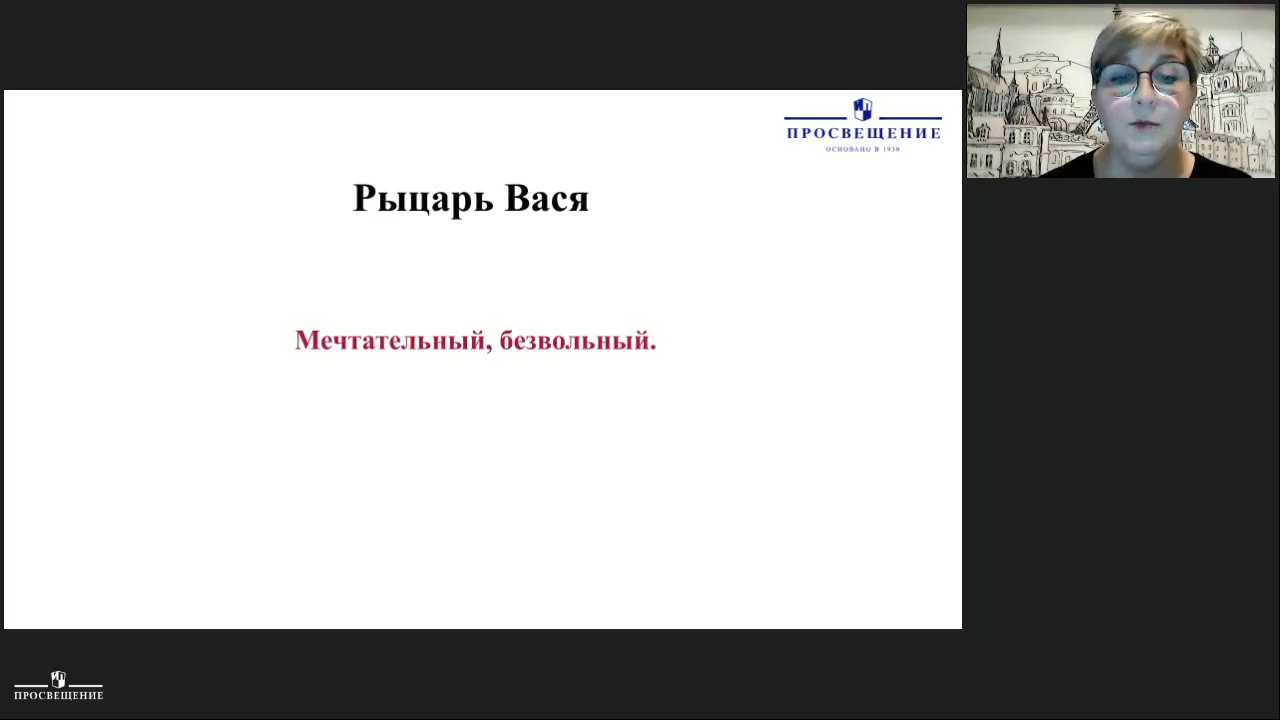 ПРОСВЕЩЕНИЕ
ОСНОВАНО В 1930
Рыцарь Вася
Мечтательный, безвольный.
ПРОСВЕЩЕНИЕ